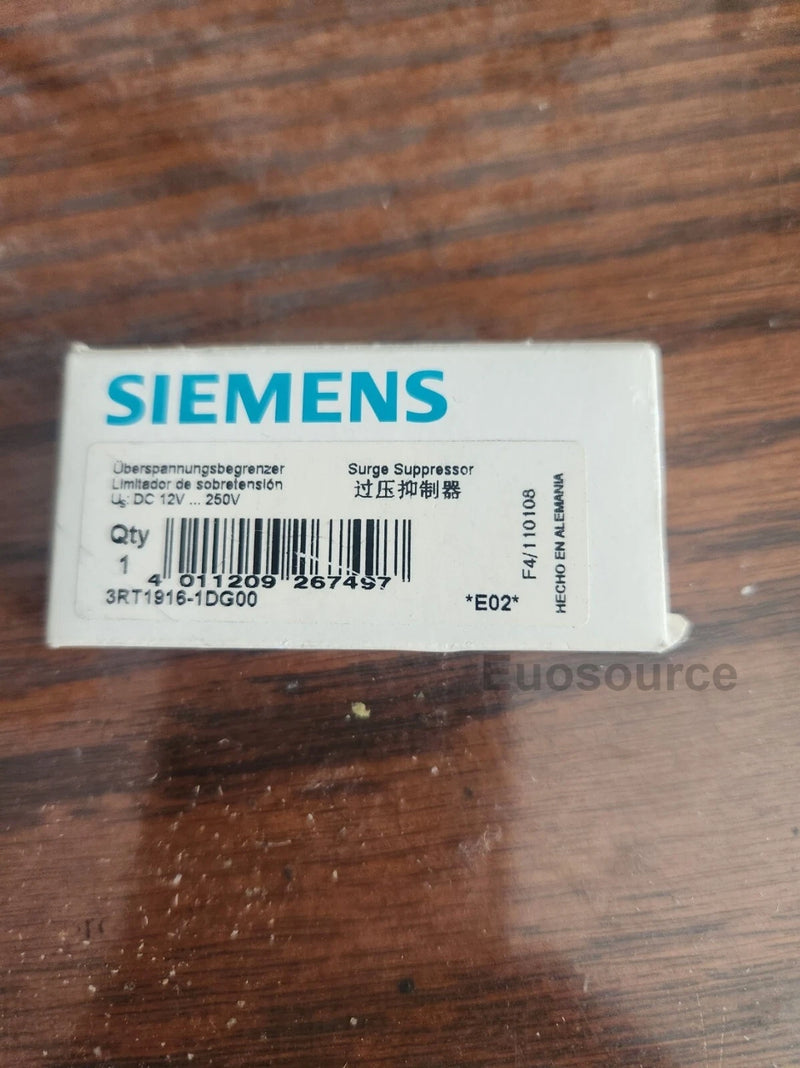 SIEMENS
Überspannungsbegrenzer
Limitador de sobretensión
Us: DC 12V ... 250V
Surge Suppressor
过压抑制器
Qty
1
4 011209 267497
3RT1916-1DG00
*E02*
F4/110108
HECHO EN ALEMANIA
Euosource